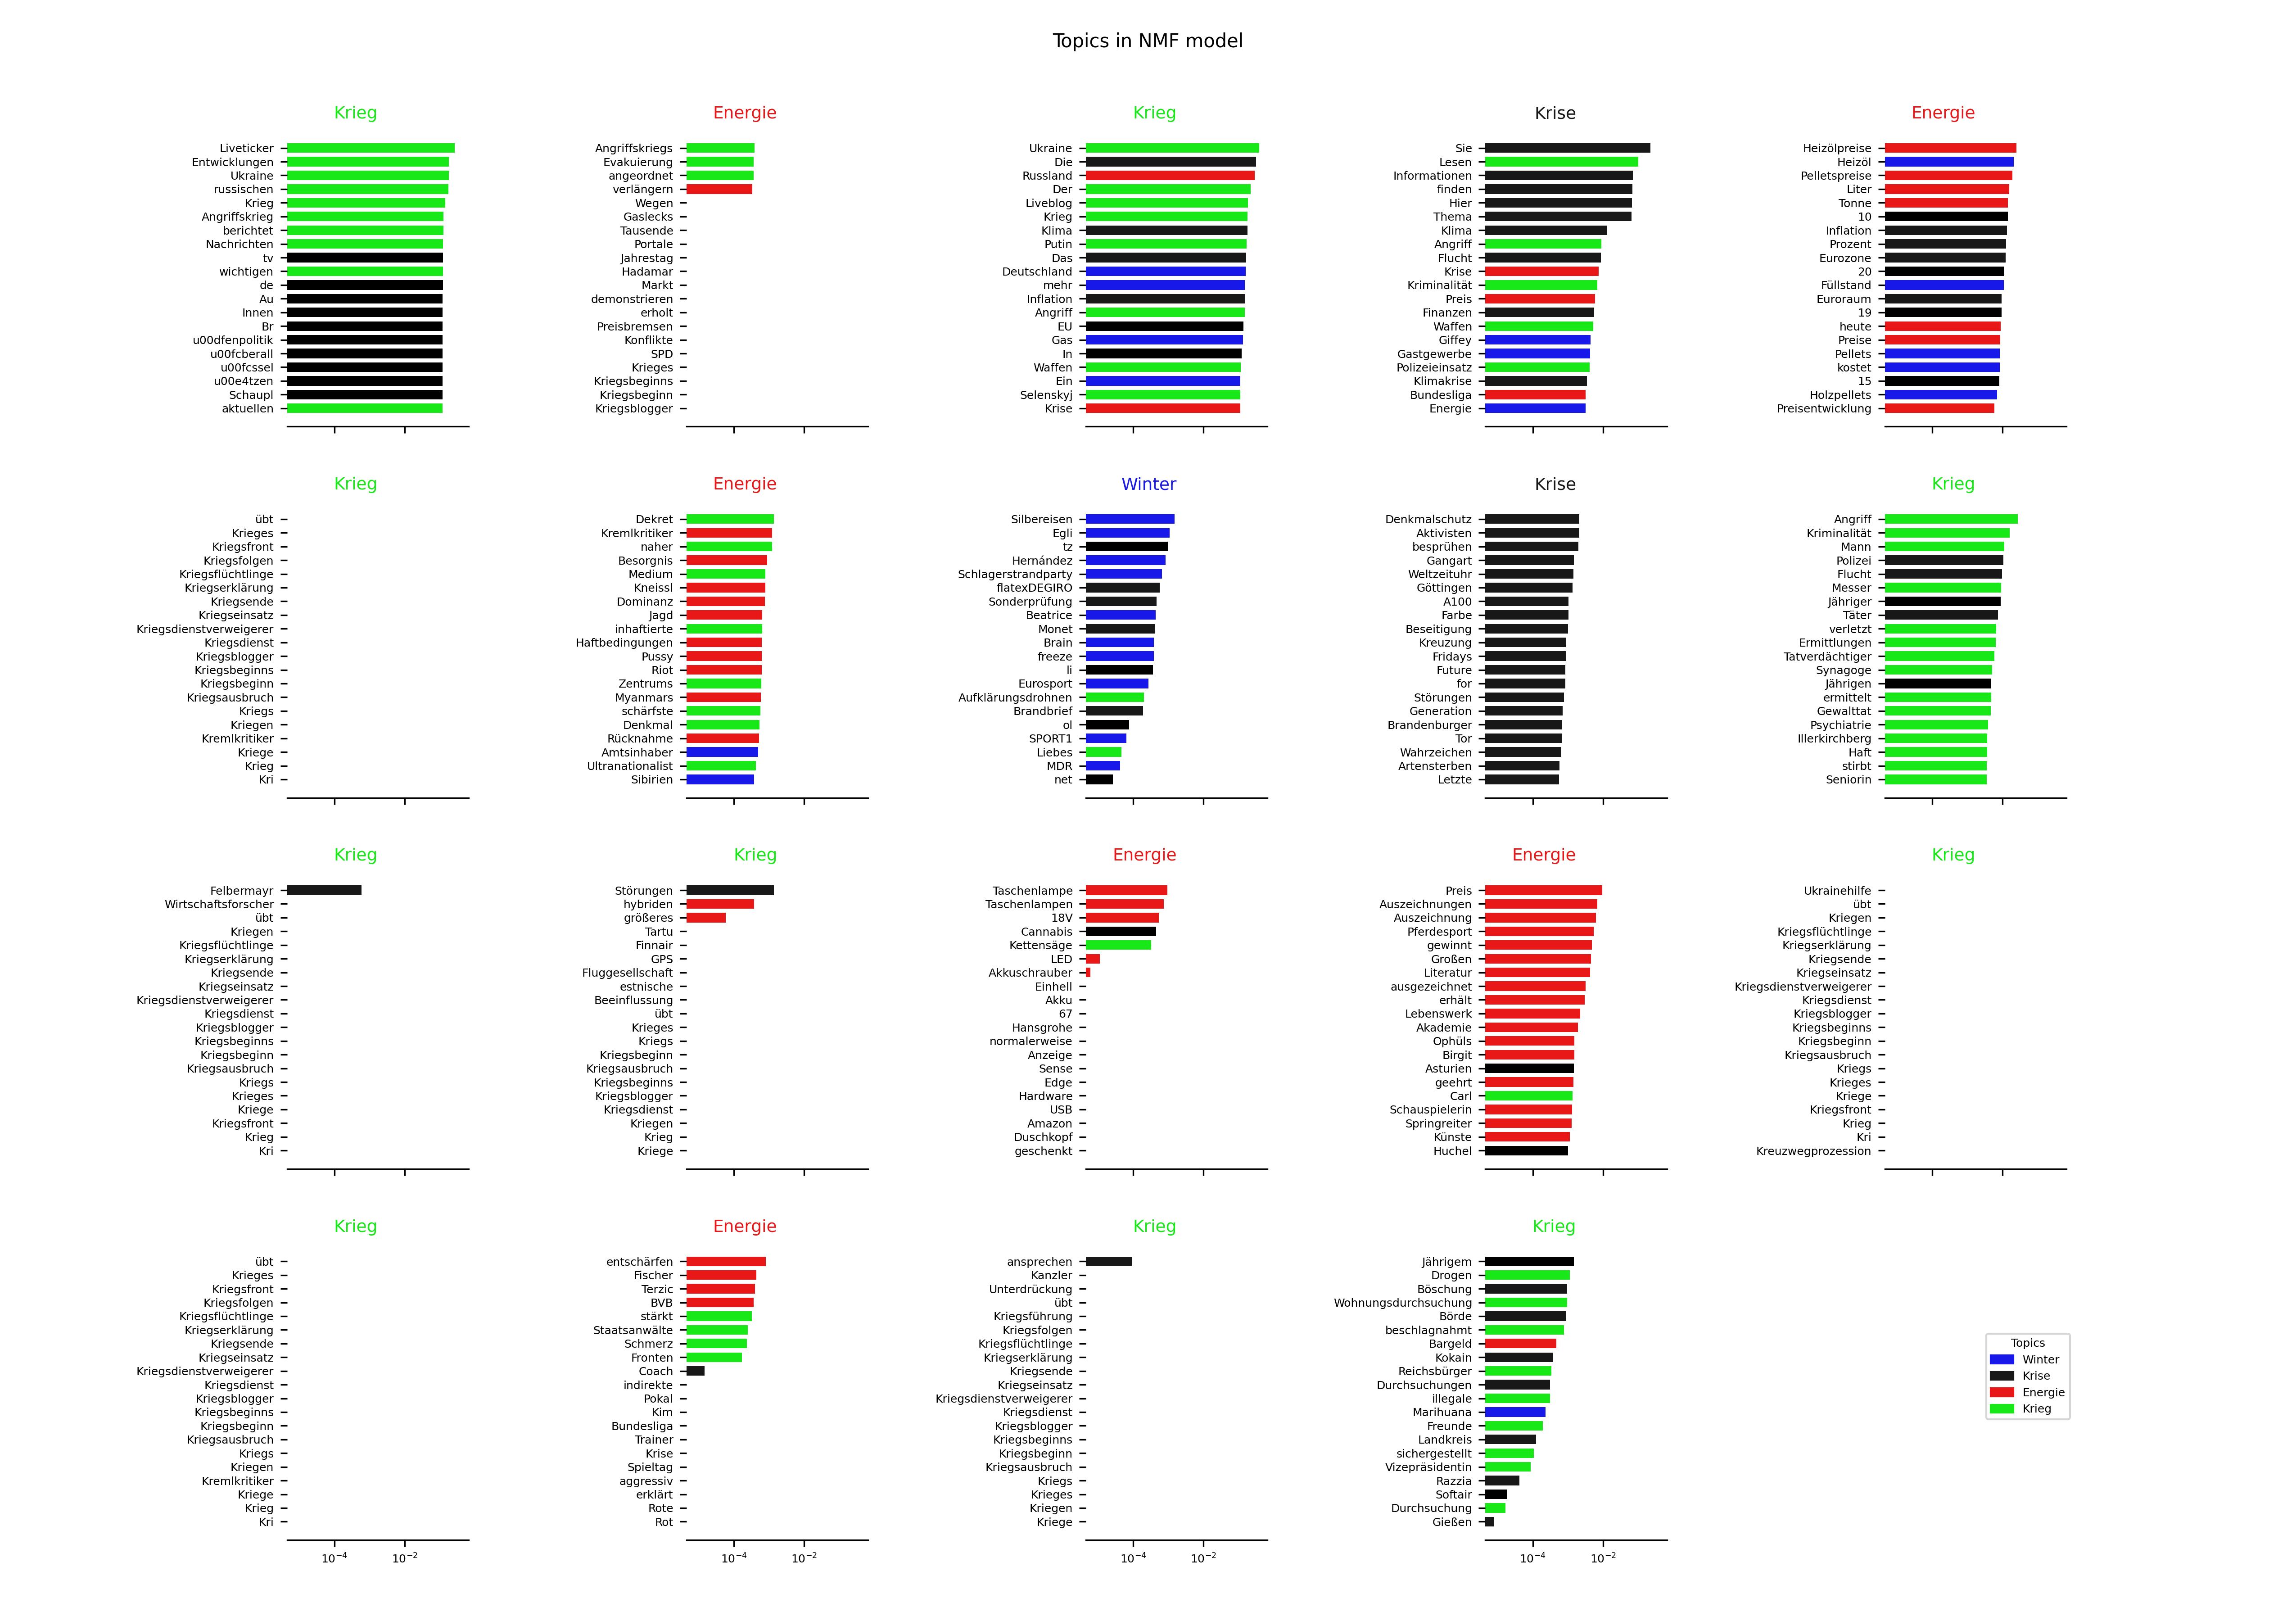 Topics in NMF model
Krieg
Liveticker
Entwicklungen
Ukraine
russischen
Krieg
Angriffskrieg
berichtet
Nachrichten
tv
wichtigen
de
Au
Innen
Br
u00dfenpolitik
u00fcberall
u00fcssel
u00e4tzen
Schaupl
aktuellen
Energie
Angriffskriegs
Evakuierung
angeordnet
verlängern
Wegen
Gaslecks
Tausende
Portale
Jahrestag
Hadamar
Markt
demonstrieren
erholt
Preisbremsen
Konflikte
SPD
Krieges
Kriegsbeginns
Kriegsbeginn
Kriegsblogger
Krieg
Ukraine
Die
Russland
Der
Liveblog
Krieg
Klima
Putin
Das
Deutschland
mehr
Inflation
Angriff
EU
Gas
In
Waffen
Ein
Selenskyj
Krise
Krise
Sie
Lesen
Informationen
finden
Hier
Thema
Klima
Angriff
Flucht
Krise
Kriminalität
Preis
Finanzen
Waffen
Giffey
Gastgewerbe
Polizeieinsatz
Klimakrise
Bundesliga
Energie
Energie
Heizölpreise
Heizöl
Pelletspreise
Liter
Tonne
10
Inflation
Prozent
Eurozone
20
Füllstand
Euroraum
19
heute
Preise
Pellets
kostet
15
Holzpellets
Preisentwicklung
Krieg
übt
Krieges
Kriegsfront
Kriegsfolgen
Kriegsflüchtlinge
Kriegserklärung
Kriegsende
Kriegseinsatz
Kriegsdienstverweigerer
Kriegsdienst
Kriegsblogger
Kriegsbeginns
Kriegsbeginn
Kriegsausbruch
Kriegs
Kriegen
Kremlkritiker
Kriege
Krieg
Kri
Energie
Dekret
Kremlkritiker
naher
Besorgnis
Medium
Kneissl
Dominanz
Jagd
inhaftierte
Haftbedingungen
Pussy
Riot
Zentrums
Myanmars
schärfste
Denkmal
Rücknahme
Amtsinhaber
Ultranationalist
Sibirien
Winter
Silbereisen
Egli
tz
Hernández
Schlagerstrandparty
flatexDEGIRO
Sonderprüfung
Beatrice
Monet
Brain
freeze
li
Eurosport
Aufklärungsdrohnen
Brandbrief
ol
SPORT1
Liebes
MDR
net
Krise
Denkmalschutz
Aktivisten
besprühen
Gangart
Weltzeituhr
Göttingen
A100
Farbe
Beseitigung
Kreuzung
Fridays
Future
for
Störungen
Generation
Brandenburger
Tor
Wahrzeichen
Artensterben
Letzte
Krieg
Angriff
Kriminalität
Mann
Polizei
Flucht
Messer
Jähriger
Täter
verletzt
Ermittlungen
Tatverdächtiger
Synagoge
Jährigen
ermittelt
Gewalttat
Psychiatrie
Illerkirchberg
Haft
stirbt
Seniorin
Krieg
Felbermayr
Wirtschaftsforscher
übt
Kriegen
Kriegsflüchtlinge
Kriegserklärung
Kriegsende
Kriegseinsatz
Kriegsdienstverweigerer
Kriegsdienst
Kriegsblogger
Kriegsbeginns
Kriegsbeginn
Kriegsausbruch
Kriegs
Krieges
Kriege
Kriegsfront
Krieg
Kri
Krieg
Störungen
hybriden
größeres
Tartu
Finnair
GPS
Fluggesellschaft
estnische
Beeinflussung
übt
Krieges
Kriegs
Kriegsbeginn
Kriegsausbruch
Kriegsbeginns
Kriegsblogger
Kriegsdienst
Kriegen
Krieg
Kriege
Energie
Taschenlampe
Taschenlampen
18V
Cannabis
Kettensäge
LED
Akkuschrauber
Einhell
Akku
67
Hansgrohe
normalerweise
Anzeige
Sense
Edge
Hardware
USB
Amazon
Duschkopf
geschenkt
Energie
Preis
Auszeichnungen
Auszeichnung
Pferdesport
gewinnt
Großen
Literatur
ausgezeichnet
erhält
Lebenswerk
Akademie
Ophüls
Birgit
Asturien
geehrt
Carl
Schauspielerin
Springreiter
Künste
Huchel
Krieg
Ukrainehilfe
übt
Kriegen
Kriegsflüchtlinge
Kriegserklärung
Kriegsende
Kriegseinsatz
Kriegsdienstverweigerer
Kriegsdienst
Kriegsblogger
Kriegsbeginns
Kriegsbeginn
Kriegsausbruch
Kriegs
Krieges
Kriege
Kriegsfront
Krieg
Kri
Kreuzwegprozession
Krieg
übt
Krieges
Kriegsfront
Kriegsfolgen
Kriegsflüchtlinge
Kriegserklärung
Kriegsende
Kriegseinsatz
Kriegsdienstverweigerer
Kriegsdienst
Kriegsblogger
Kriegsbeginns
Kriegsbeginn
Kriegsausbruch
Kriegs
Kriegen
Kremlkritiker
Kriege
Krieg
Kri
10⁻⁴ 10⁻²
Energie
entschärfen
Fischer
Terzic
BVB
stärkt
Staatsanwälte
Schmerz
Fronten
Coach
indirekte
Pokal
Kim
Bundesliga
Trainer
Krise
Spieltag
aggressiv
erklärt
Rote
Rot
10⁻⁴ 10⁻²
Krieg
ansprechen
Kanzler
Unterdrückung
übt
Kriegsführung
Kriegsfolgen
Kriegsflüchtlinge
Kriegserklärung
Kriegsende
Kriegseinsatz
Kriegsdienstverweigerer
Kriegsdienst
Kriegsblogger
Kriegsbeginns
Kriegsbeginn
Kriegsausbruch
Kriegs
Krieges
Kriegen
Kriege
10⁻⁴ 10⁻²
Krieg
Jährigem
Drogen
Böschung
Wohnungsdurchsuchung
Börde
beschlagnahmt
Bargeld
Kokain
Reichsbürger
Durchsuchungen
illegale
Marihuana
Freunde
Landkreis
sichergestellt
Vizepräsidentin
Razzia
Softair
Durchsuchung
Gießen
10⁻⁴ 10⁻²
Topics
Winter
Krise
Energie
Krieg